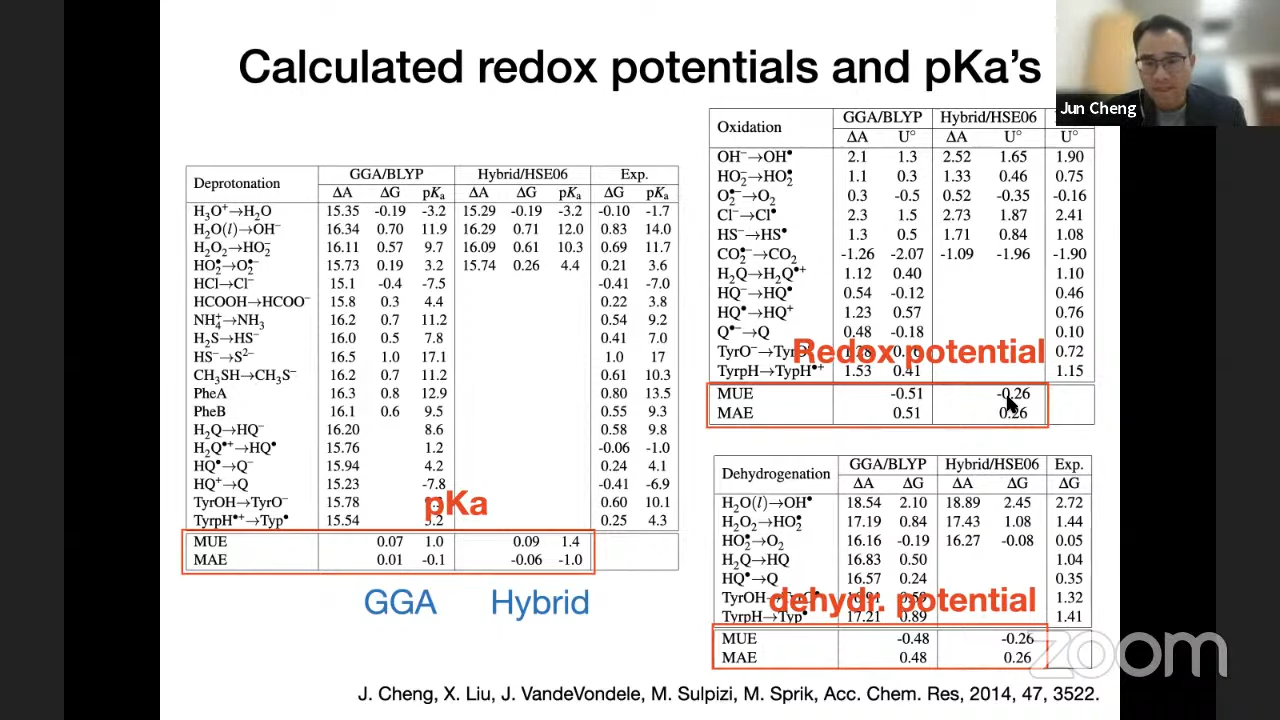 Calculated redox potentials and pKa's
Jun Cheng
Deprotonation GGA/BLYP Hybrid/HSE06 Exp.
ΔA ΔG pKa ΔA ΔG pKa ΔG pKa
H3O+→H2O 15.35 -0.19 -3.2 15.29 -0.19 -3.2 -0.10 -1.7
H2O(l)→OH− 16.34 0.70 11.9 16.29 0.71 12.0 0.83 14.0
H2O2→HO2− 16.11 0.57 9.7 16.09 0.61 10.3 0.69 11.7
HO2•→O2•− 15.73 0.19 3.2 15.74 0.26 4.4 0.21 3.6
HCl→Cl− 15.1 -0.4 -7.5 -0.41 -7.0
HCOOH→HCOO− 15.8 0.3 4.4 0.22 3.8
NH4+→NH3 16.2 0.7 11.2 0.54 9.2
H2S→HS− 16.0 0.5 7.8 0.41 7.0
HS−→S2− 16.5 1.0 17.1 1.0 17
CH3SH→CH3S− 16.2 0.7 11.2 0.61 10.3
PheA 16.3 0.8 12.9 0.80 13.5
PheB 16.1 0.6 9.5 0.55 9.3
H2Q→HQ− 16.20 8.6 0.58 9.8
H2Q•+→HQ• 15.76 1.2 -0.06 -1.0
HQ•→Q− 15.94 4.2 0.24 4.1
HQ+→Q 15.23 -7.8 -0.41 -6.9
TyrOH→TyrO− 15.78 0.60 10.1
TyrpH•+→Typ• 15.54 0.25 4.3
pKa
MUE 0.07 1.0 0.09 1.4
MAE 0.01 -0.1 -0.06 -1.0
GGA Hybrid
Oxidation GGA/BLYP Hybrid/HSE06
ΔA U° ΔA U° U°
OH−→OH• 2.1 1.3 2.52 1.65 1.90
HO2−→HO2• 1.1 0.3 1.33 0.46 0.75
O2•−→O2 0.3 -0.5 0.52 -0.35 -0.16
Cl−→Cl• 2.3 1.5 2.73 1.87 2.41
HS−→HS• 1.3 0.5 1.71 0.84 1.08
CO2•−→CO2 -1.26 -2.07 -1.09 -1.96 -1.90
H2Q→H2Q•+ 1.12 0.40 1.10
HQ−→HQ• 0.54 -0.12 0.46
HQ•→HQ+ 1.23 0.57 0.76
Q•−→Q 0.48 -0.18 0.10
TyrO−→TyrO 0.72
TyrpH→TypH•+ 1.53 0.41 1.15
Redox potential
MUE -0.51 -0.26
MAE 0.51 0.26
Dehydrogenation GGA/BLYP Hybrid/HSE06 Exp.
ΔA ΔG ΔA ΔG ΔG
H2O(l)→OH• 18.54 2.10 18.89 2.45 2.72
H2O2→HO2• 17.19 0.84 17.43 1.08 1.44
HO2•→O2 16.16 -0.19 16.27 -0.08 0.05
H2Q→HQ 16.83 0.50 1.04
HQ•→Q 16.57 0.24 0.35
TyrOH→ 1.32
TyrpH→Typ• 17.21 0.89 1.41
dehydr. potential
MUE -0.48 -0.26
MAE 0.48 0.26
zoom
J. Cheng, X. Liu, J. VandeVondele, M. Sulpizi, M. Sprik, Acc. Chem. Res, 2014, 47, 3522.